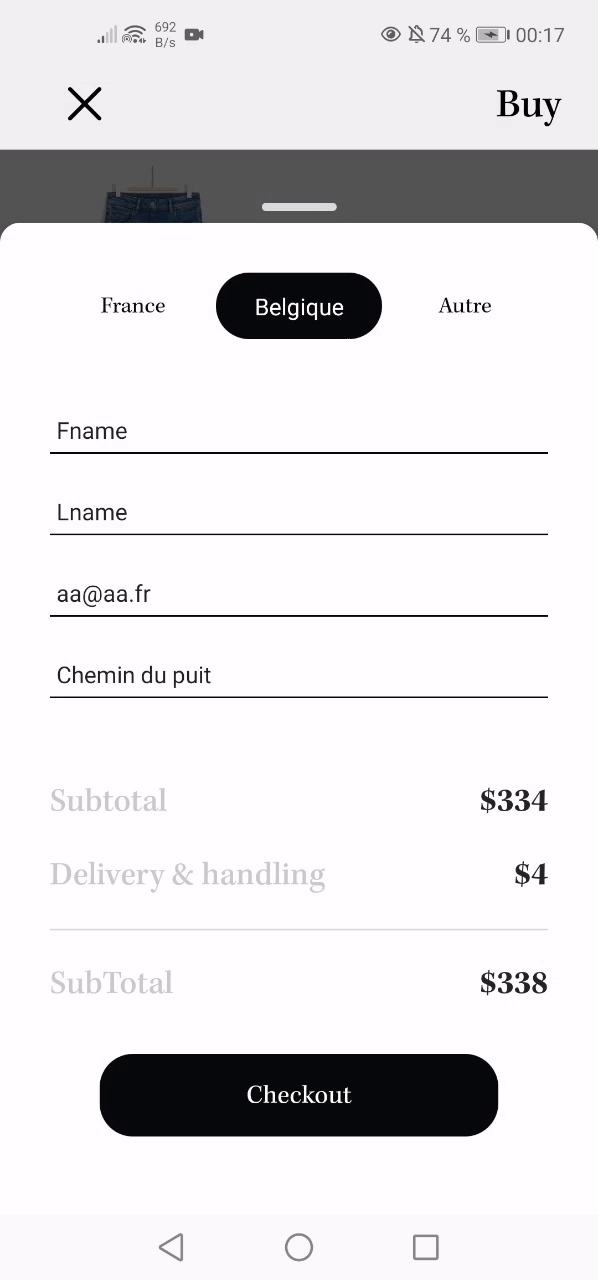 692
B/s
74 %
00:17
Buy
France
Belgique
Autre
Fname
Lname
aa@aa.fr
Chemin du puit
Subtotal $334
Delivery & handling $4
SubTotal $338
Checkout